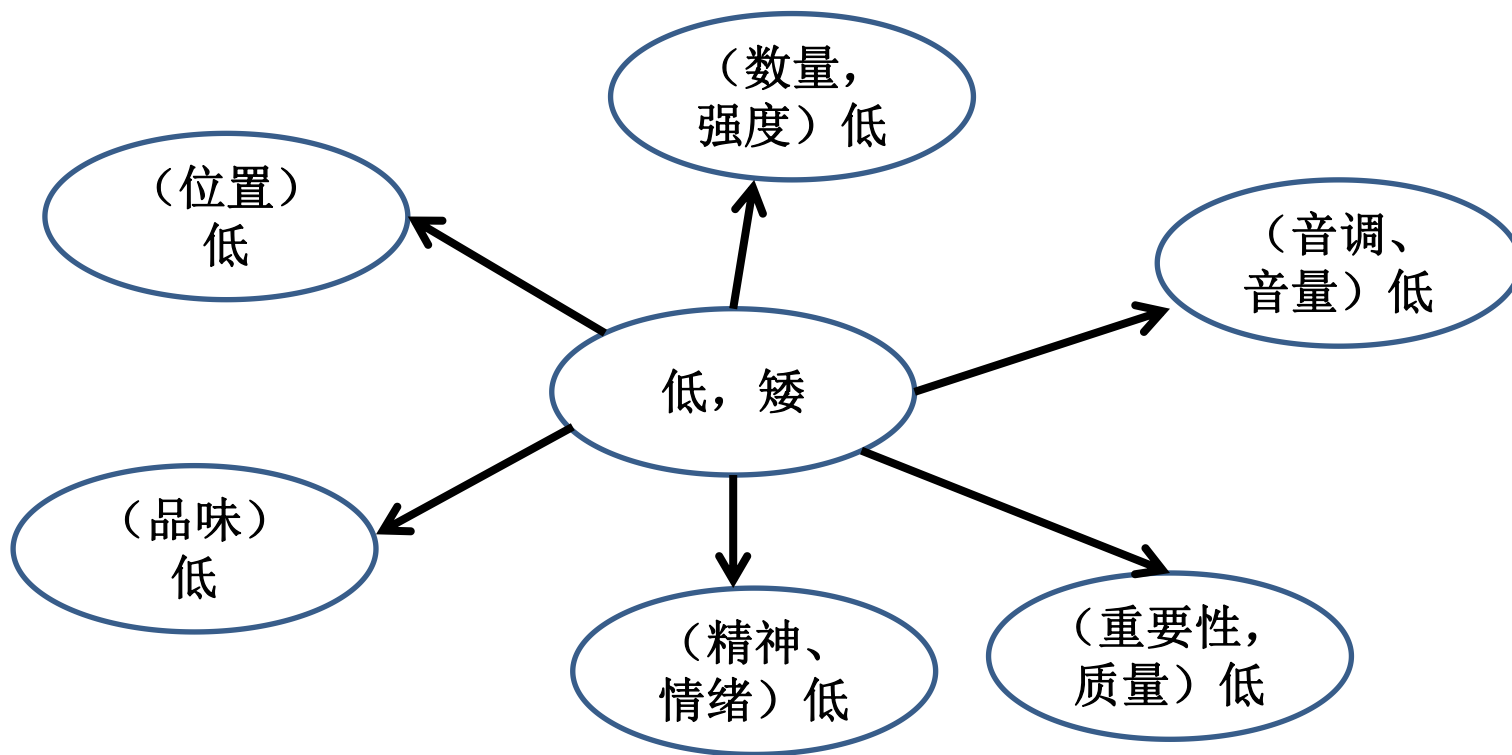 （数量，
强度）低
（位置）
低
（音调、
音量）低
低，矮
（品味）
低
（精神、
情绪）低
（重要性，
质量）低